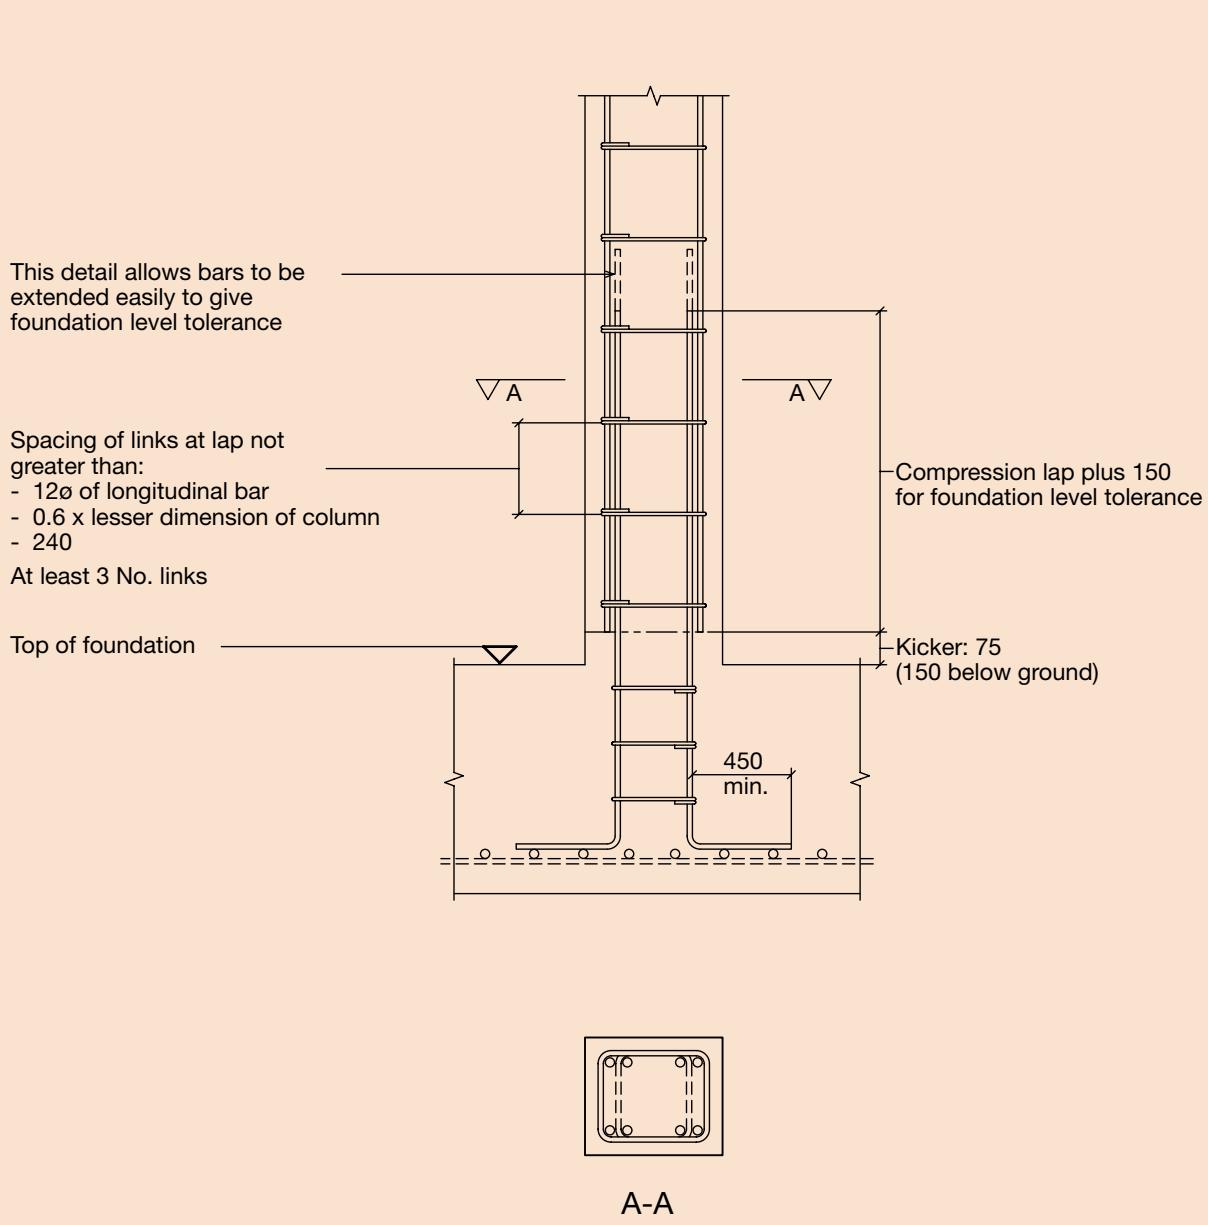 This detail allows bars to be
extended easily to give
foundation level tolerance
A
A
Spacing of links at lap not
greater than:
- 12ø of longitudinal bar
- 0.6 x lesser dimension of column
- 240
At least 3 No. links
Compression lap plus 150
for foundation level tolerance
Top of foundation
Kicker: 75
(150 below ground)
450
min.
A-A